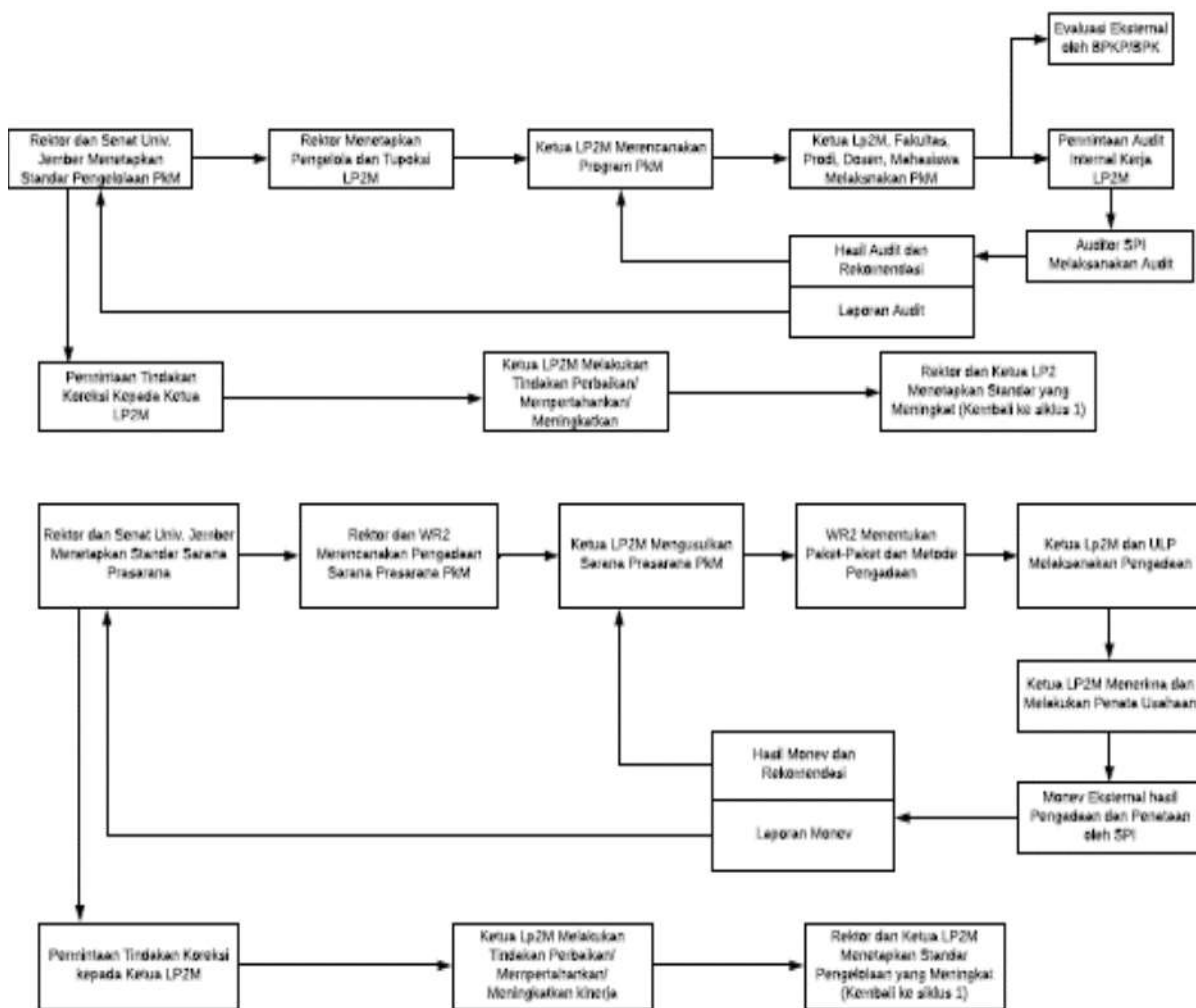 Evaluasi Eksternal
oleh BPKP/BPK
Rektor dan Senat Univ.
Jember Menetapkan
Standar Pengelolaan PkM
Rektor Menetapkan
Pengelola dan Tupoksi
LP2M
Ketua LP2M Merencanakan
Program PkM
Ketua Lp2M, Fakultas,
Prodi, Dosen, Mahasiswa
Melaksnakan PkM
Permintaan Audit
Internal Kerja
LP2M
Hasil Audit dan
Rekomendasi
Auditor SPI
Melaksanakan Audit
Laporan Audit
Permintaan Tindakan
Koreksi Kepada Ketua
LP2M
Ketua LP2M Melakukan
Tindakan Perbaikan/
Mempertahankan/
Meningkatkan
Rektor dan Ketua LP2
Menetapkan Standar yang
Meningkat (Kembali ke siklus 1)
Rektor dan Senat Univ. Jember
Menetapkan Standar Sarana
Prasarana
Rektor dan WR2
Merencanakan Pengadaan
Sarana Prasarana PkM
Ketua LP2M Mengusulkan
Sarana Prasarana PkM
WR2 Menentukan
Paket-Paket dan Metode
Pengadaan
Ketua Lp2M dan ULP
Melaksanakan Pengadaan
Ketua LP2M Menerima dan
Melakukan Penata Usahaan
Hasil Monev dan
Rekomendasi
Monev Eksternal hasil
Pengadaan dan Penataan
oleh SPI
Laporan Monev
Permintaan Tindakan Koreksi
kepada Ketua LP2M
Ketua Lp2M Melakukan
Tindakan Perbaikan/
Mempertahankan/
Meningkatkan kinerja
Rektor dan Ketua LP2M
Menetapkan Standar
Pengelolaan yang Meningkat
(Kembali ke siklus 1)